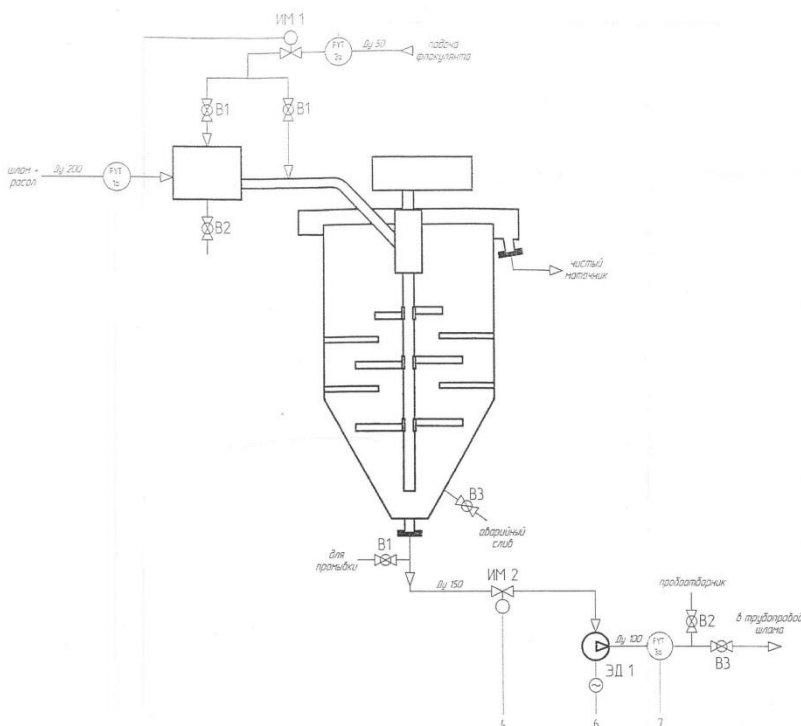 ИМ 1
FYT
2а
Ду 50
подача
флокулянта
В1
В1
шлам +
расол
Ду 200
FYT
1а
В2
чистый
маточник
В3
аварийный
слив
В1
для
промывки
Ду 150
ИМ 2
пробоотборник
В2
в трубопровод
шлама
Ду 100
FYT
3а
В3
ЭД 1
4
6
7